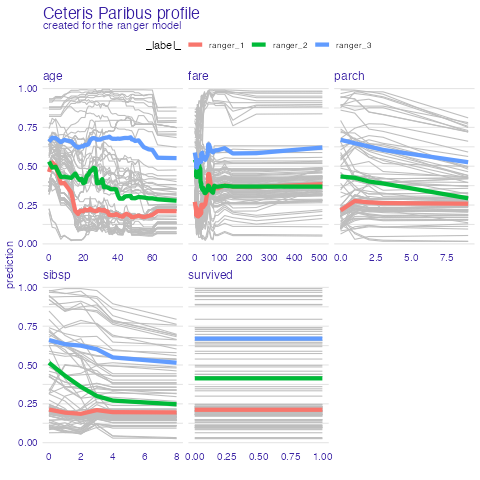 Ceteris Paribus profile
created for the ranger model
_label_ ranger_1 ranger_2 ranger_3
age fare parch
1.00
0.75
0.50
0.25
0.00
0 20 40 60 0 100 200 300 400 500 0.0 2.5 5.0 7.5
prediction
sibsp survived
1.00
0.75
0.50
0.25
0.00
0 2 4 6 8 0.00 0.25 0.50 0.75 1.00